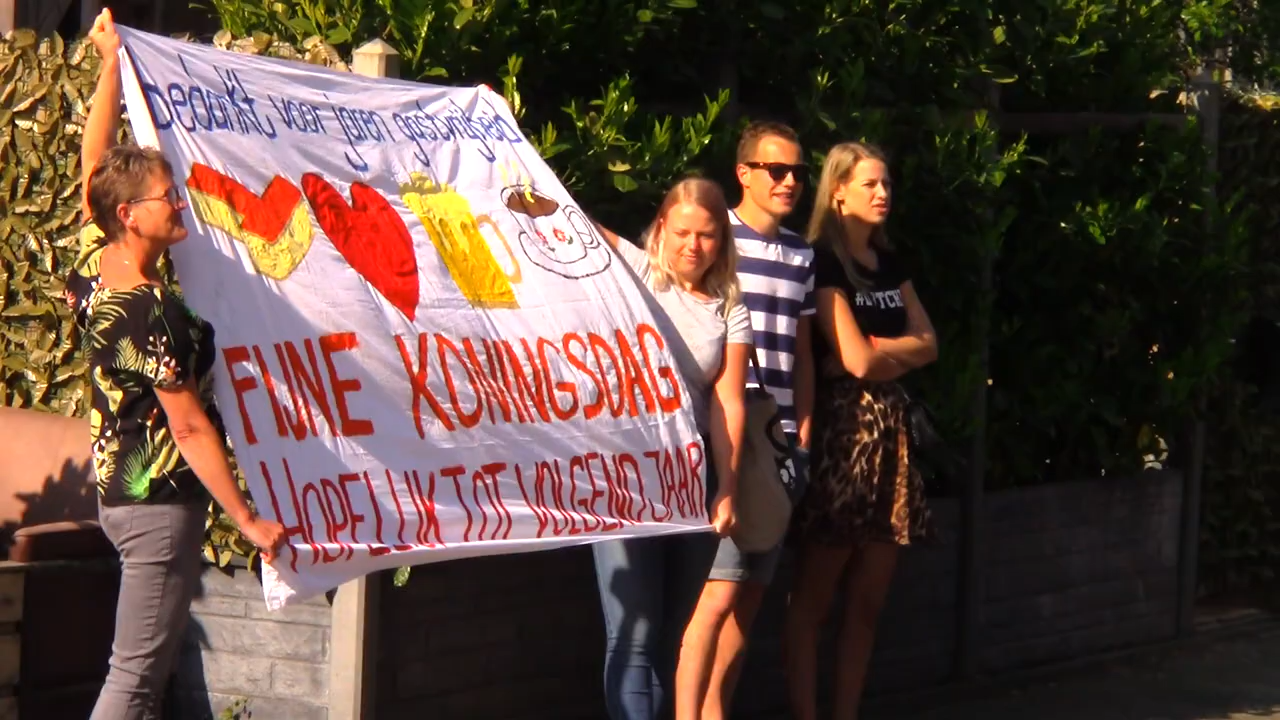 Bedankt voor jaren gastvrijheid
FIJNE KONINGSDAG
HOPELIJK TOT VOLGEND JAAR